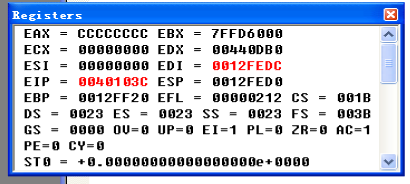 Registers
EAX = CCCCCCCC EBX = 7FFD6000
ECX = 00000000 EDX = 00440DB0
ESI = 00000000 EDI = 0012FEDC
EIP = 0040103C ESP = 0012FED0
EBP = 0012FF20 EFL = 00000212 CS = 001B
DS = 0023 ES = 0023 SS = 0023 FS = 003B
GS = 0000 OV=0 UP=0 EI=1 PL=0 ZR=0 AC=1
PE=0 CY=0
ST0 = +0.00000000000000000e+0000